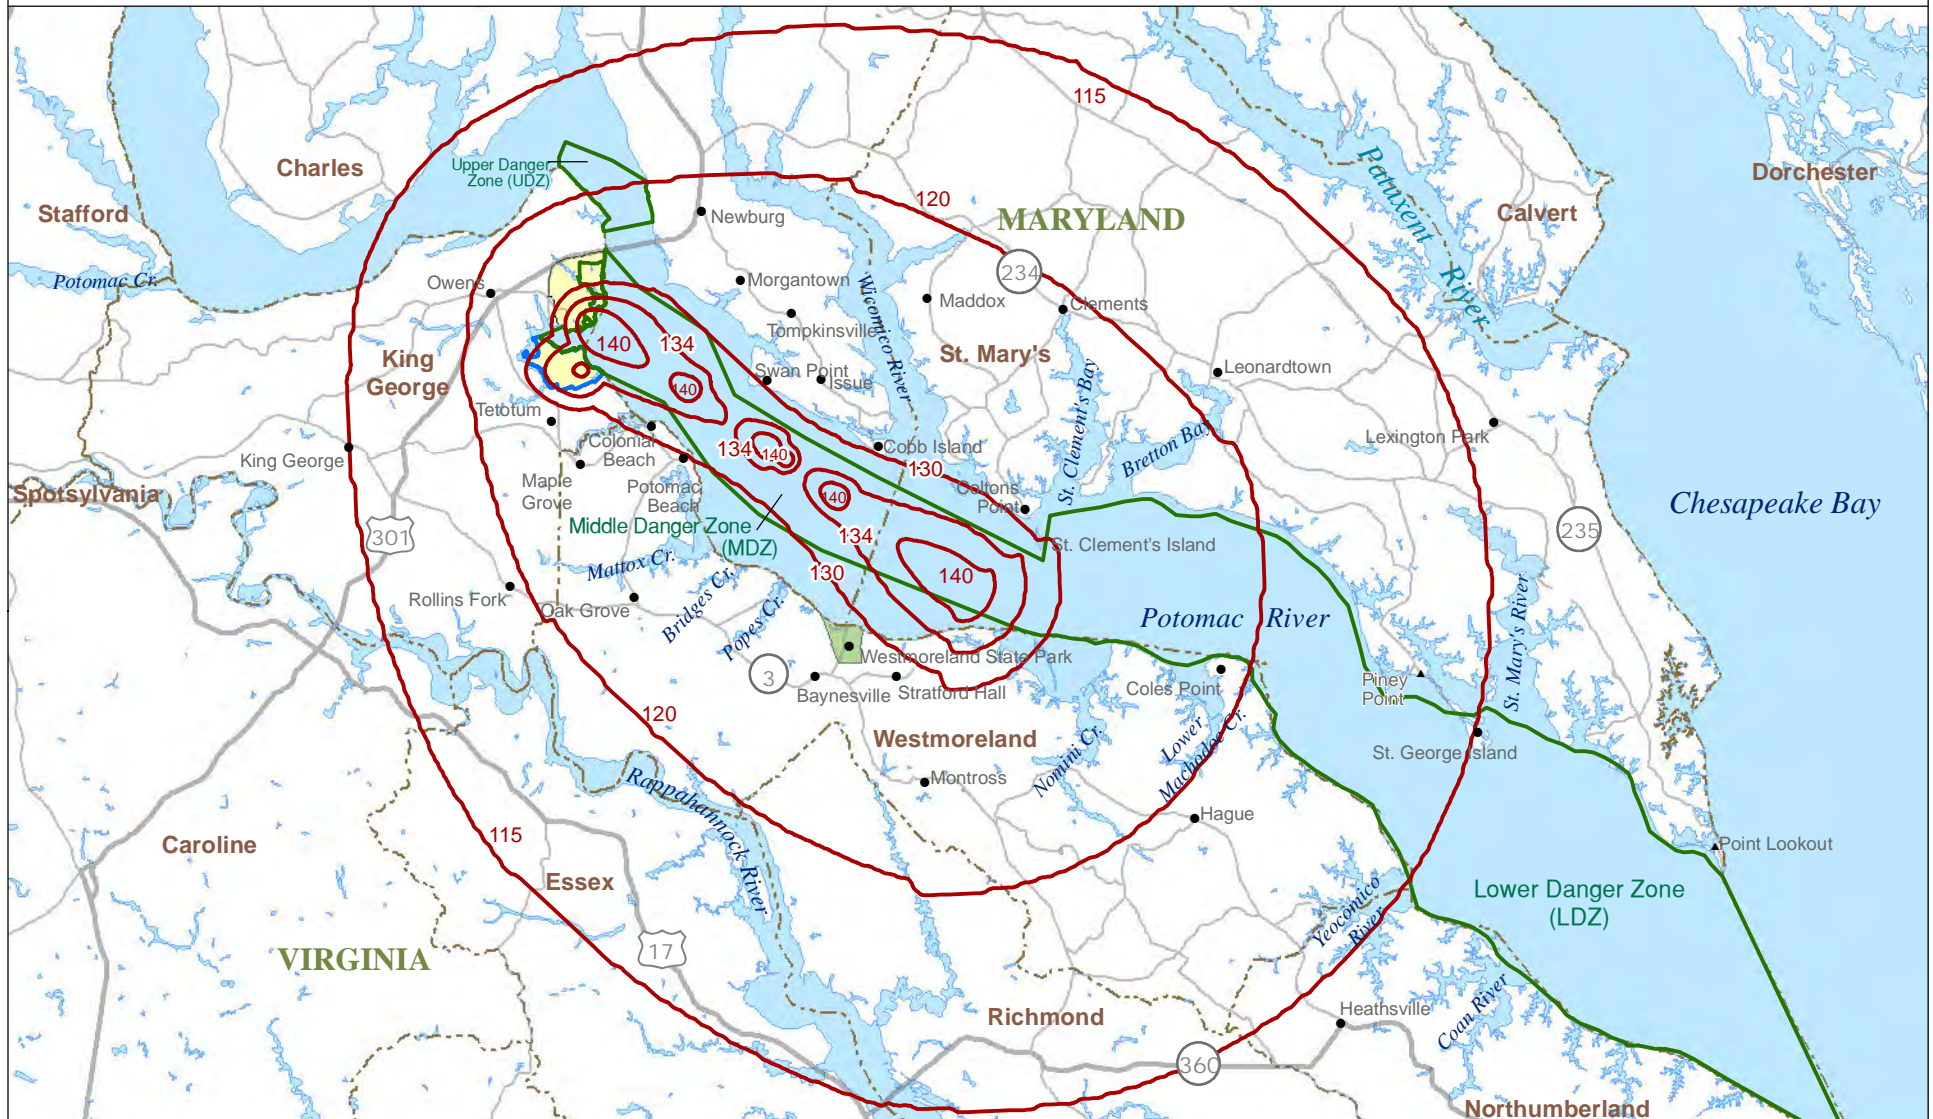 115
Charles
Upper Danger
Zone (UDZ)
Patuxent
River
Dorchester
Stafford
120
MARYLAND
Calvert
Newburg
Potomac Cr.
Owens
Morgantown
Wicomico River
Maddox
234
Clements
Tompkinsville
140
134
St. Mary's
King
George
Swan Point
Issue
Leonardtown
140
St. Clement's Bay
Tetotum
Colonial
Beach
134
140
Cobb Island
130
Bretton Bay
Lexington Park
King George
Spotsylvania
Maple
Grove
Potomac
Beach
140
Coltons
Point
Chesapeake Bay
301
Middle Danger Zone
(MDZ)
134
235
St. Clement's Island
Mattox Cr.
130
140
Rollins Fork
Oak Grove
Bridges Cr.
Popes Cr.
Potomac River
St. Mary's River
Westmoreland State Park
3
Baynesville
Stratford Hall
Coles Point
Piney
Point
120
Westmoreland
Nomini Cr.
Lower
Machodoc Cr.
St. George Island
Montross
Rappahannock River
Hague
115
Caroline
Point Lookout
Essex
Lower Danger Zone
(LDZ)
Yeocomico
River
VIRGINIA
17
Richmond
Heathsville
Coan River
360
Northumberland